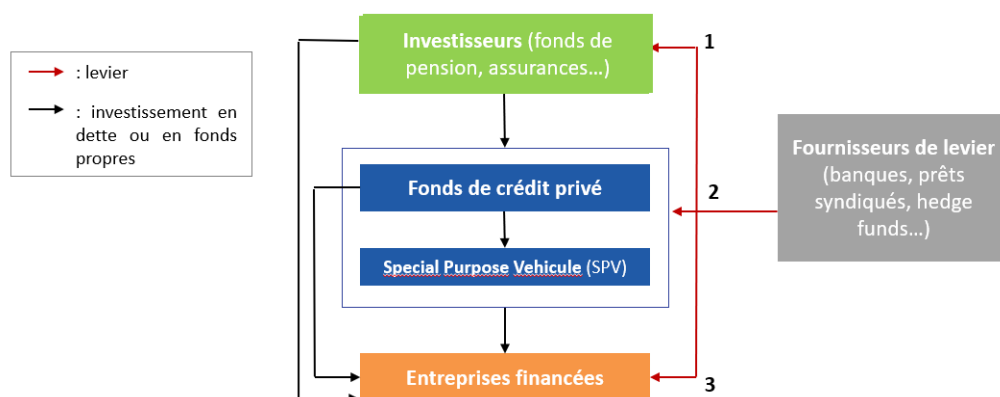 : levier
: investissement en
dette ou en fonds
propres
Investisseurs (fonds de
pension, assurances…)
1
Fonds de crédit privé
Special Purpose Vehicule (SPV)
2
Fournisseurs de levier
(banques, prêts
syndiqués, hedge
funds…)
Entreprises financées
3